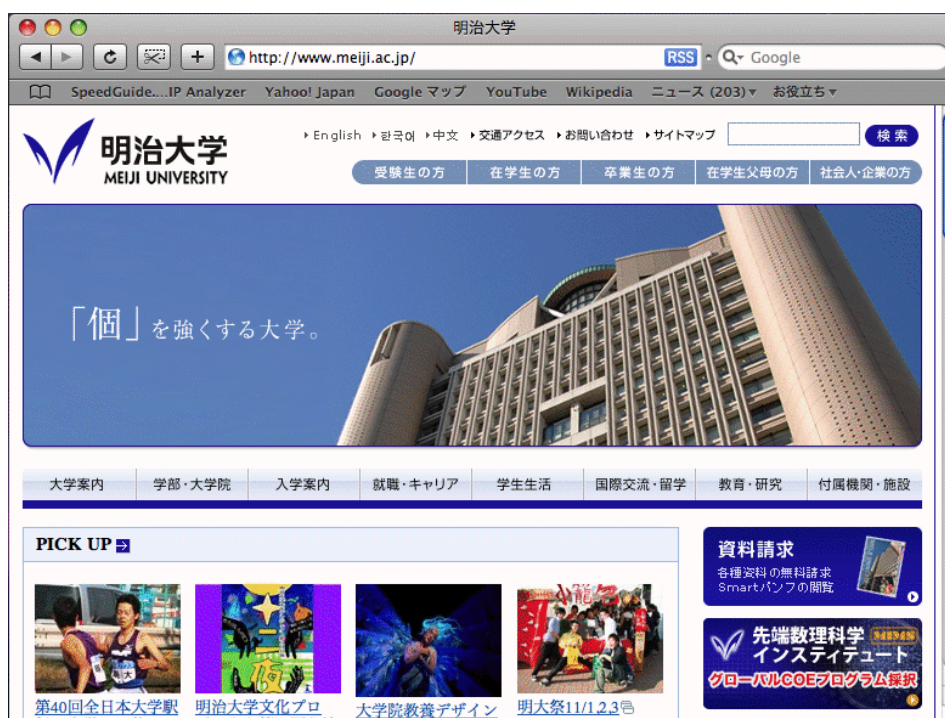 明治大学
http://www.meiji.ac.jp/
RSS
Google
SpeedGuide....IP Analyzer
Yahoo! Japan
Google マップ
YouTube
Wikipedia
ニュース (203)
お役立ち
明治大学
MEIJI UNIVERSITY
English
한국어
中文
交通アクセス
お問い合わせ
サイトマップ
検索
受験生の方
在学生の方
卒業生の方
在学生父母の方
社会人・企業の方
「個」を強くする大学。
大学案内
学部・大学院
入学案内
就職・キャリア
学生生活
国際交流・留学
教育・研究
付属機関・施設
PICK UP
資料請求
各種資料の無料請求
Smartパンフの閲覧
先端数理科学
インスティテュート
グローバルCOEプログラム採択
第40回全日本大学駅
明治大学文化プロ
大学院教養デザイン
明大祭11/1,2,3